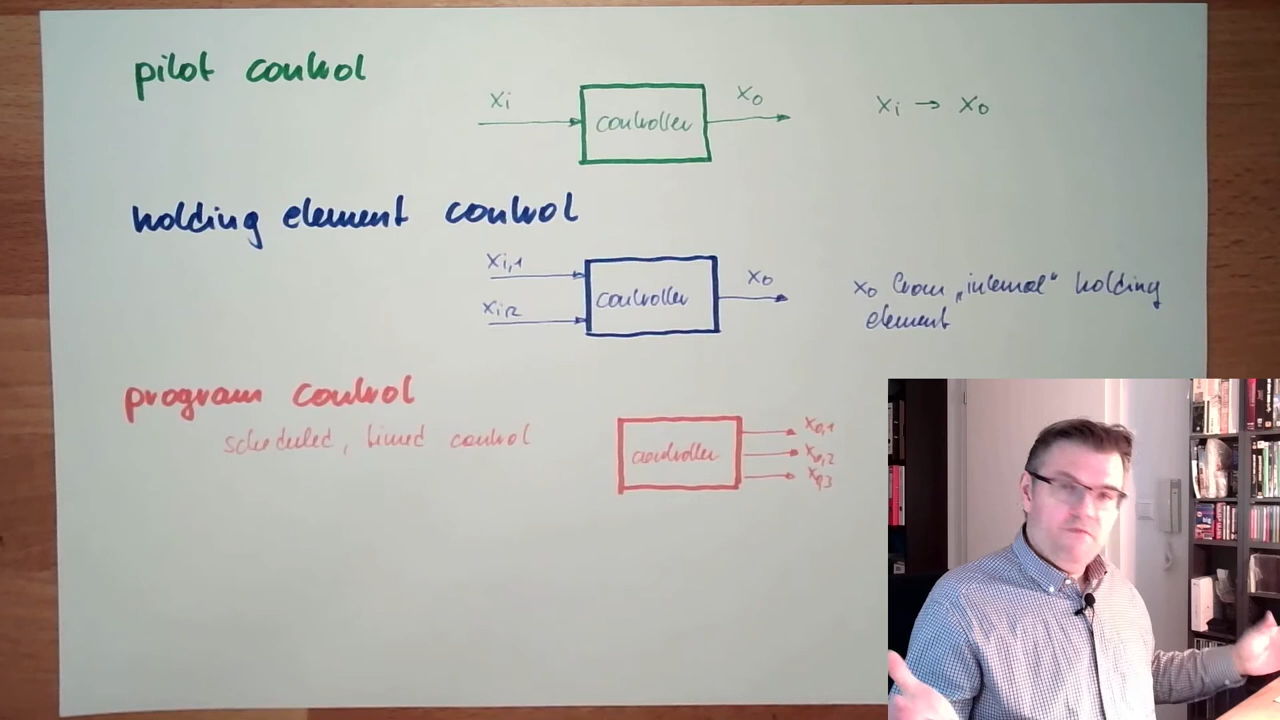 pilot control
xi
controller
xo
xi → xo
holding element control
xi,1
xi,2
controller
xo
xo from „internal“ holding
element
program control
scheduled, timed control
controller
xo,1
xo,2
xo,3